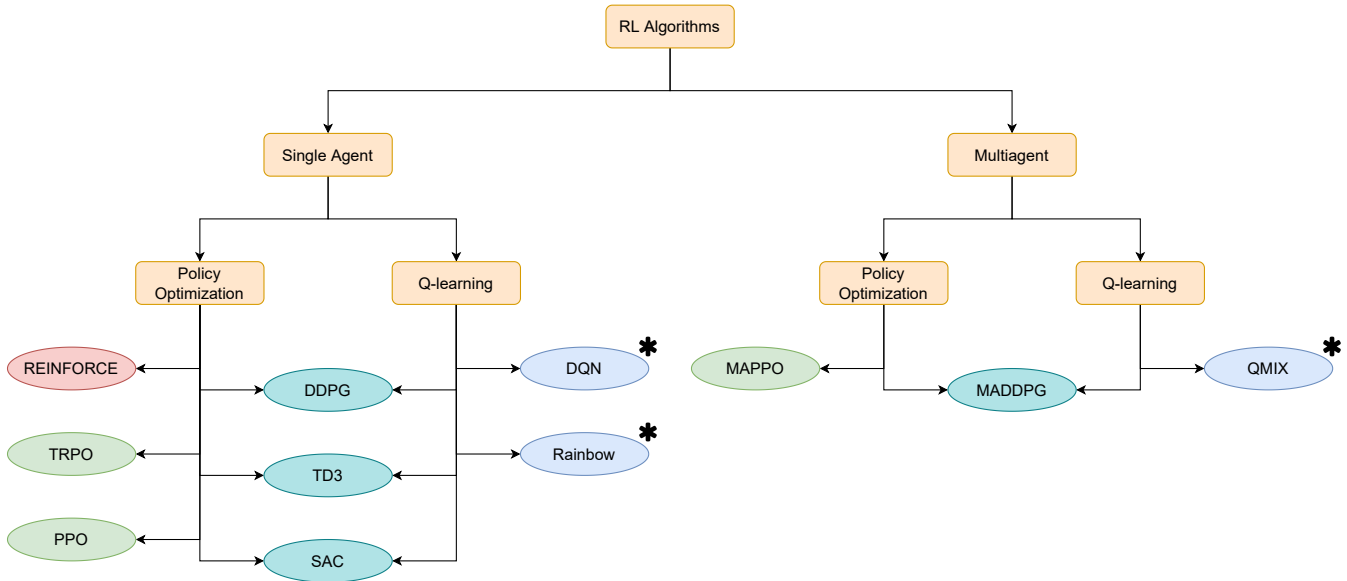 RL Algorithms
Single Agent
Multiagent
Policy
Optimization
Q-learning
Policy
Optimization
Q-learning
REINFORCE
DDPG
DQN
*
MAPPO
MADDPG
QMIX
*
TRPO
TD3
Rainbow
*
PPO
SAC